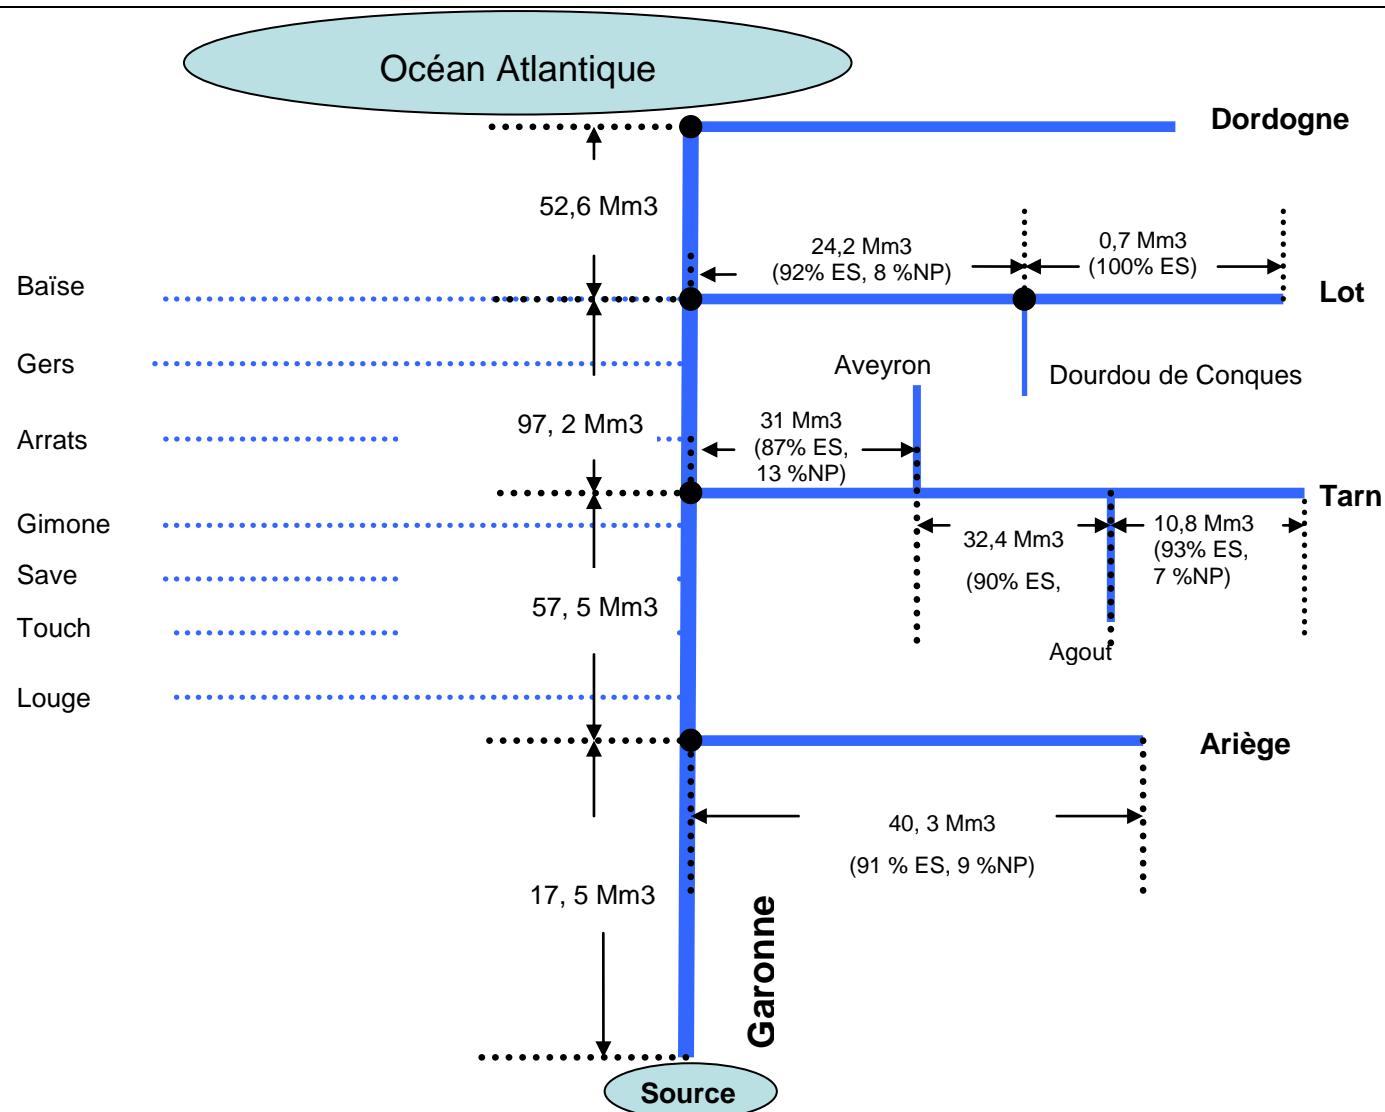 Océan Atlantique
Dordogne
52,6 Mm3
24,2 Mm3
(92% ES, 8 %NP)
0,7 Mm3
(100% ES)
Baïse
Lot
Gers
Aveyron
Dourdou de Conques
Arrats
97, 2 Mm3
31 Mm3
(87% ES,
13 %NP)
Tarn
Gimone
32,4 Mm3
(90% ES,
10,8 Mm3
(93% ES,
7 %NP)
Save
57, 5 Mm3
Touch
Agout
Louge
Ariège
40, 3 Mm3
(91 % ES, 9 %NP)
17, 5 Mm3
Garonne
Source